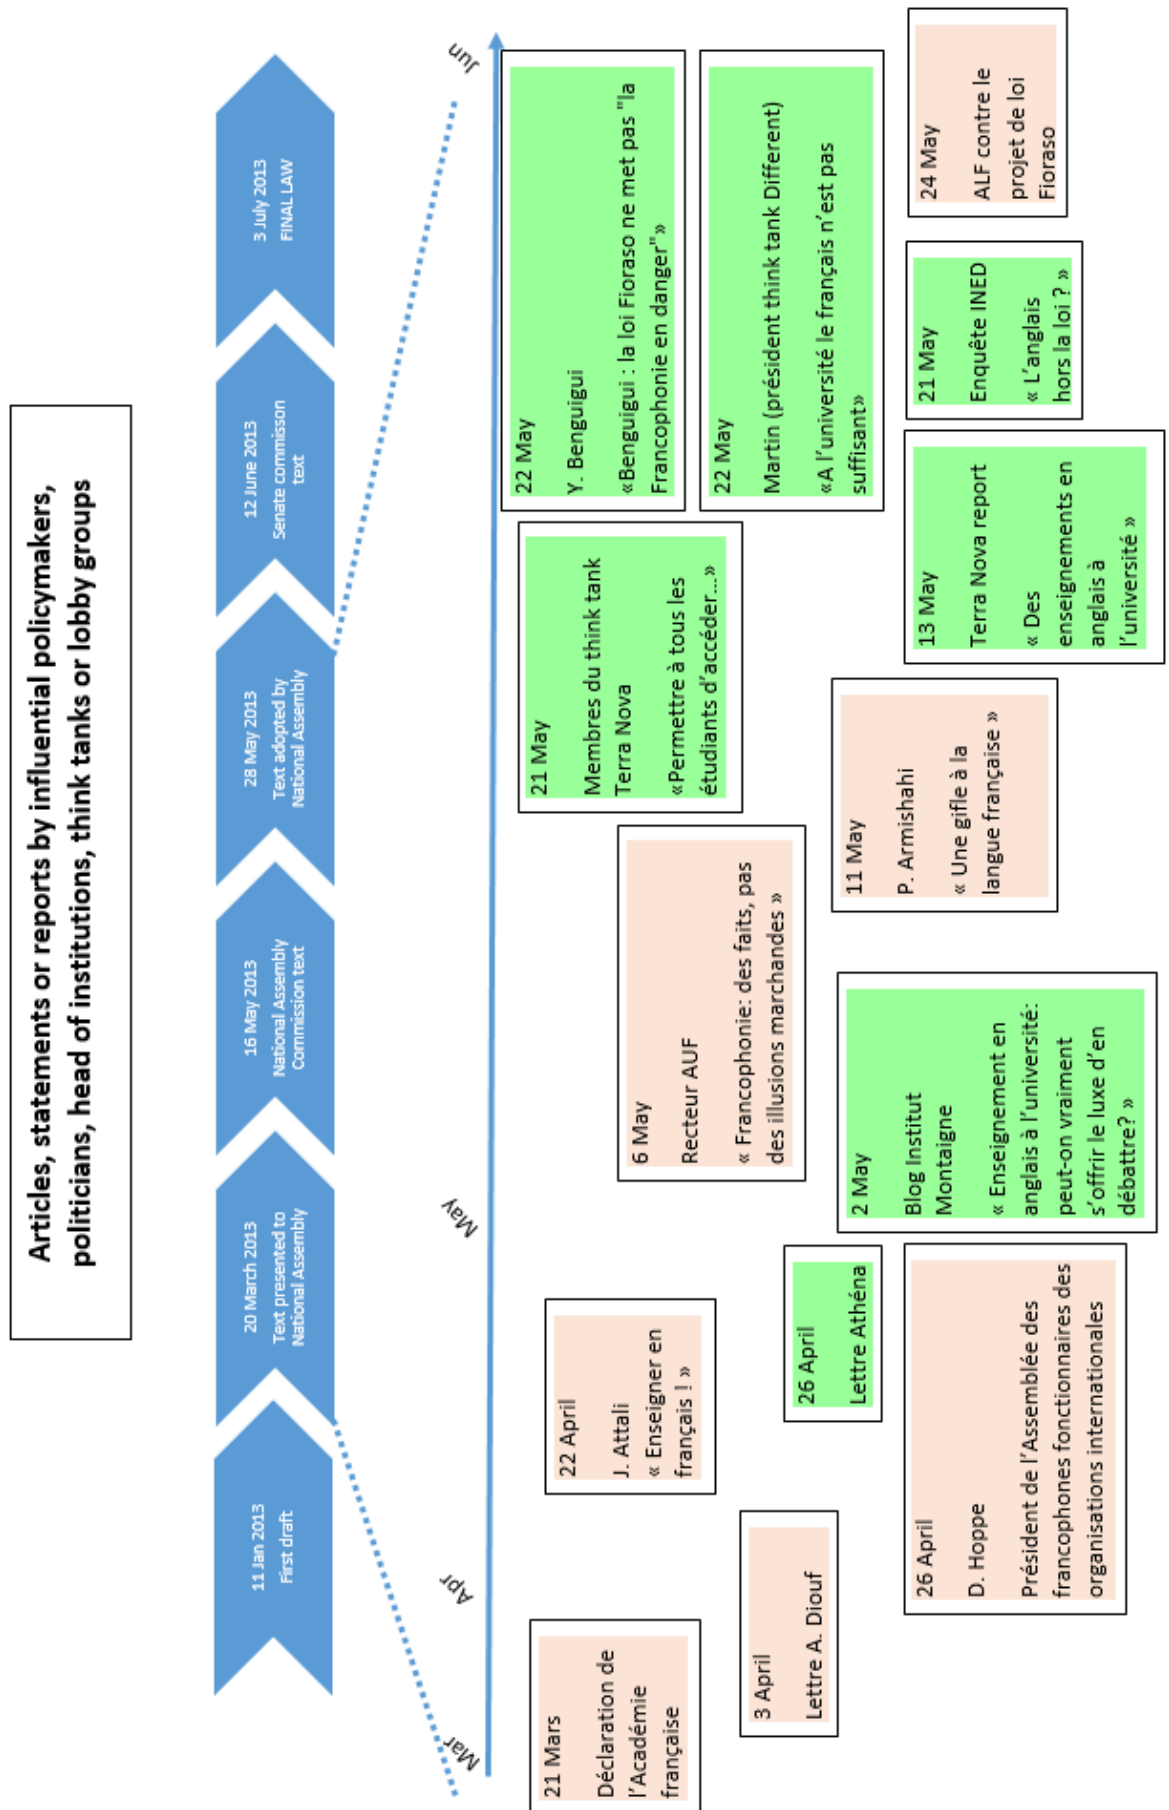 Articles, statements or reports by influential policymakers,
politicians, head of institutions, think tanks or lobby groups
11 Jan 2013
First draft
20 March 2013
Text presented to
National Assembly
16 May 2013
National Assembly
Commission text
28 May 2013
Text adopted by
National Assembly
12 June 2013
Senate commisson
text
3 July 2013
FINAL LAW
Mar
Apr
May
Jun
21 Mars
Déclaration de
l'Académie
française
3 April
Lettre A. Diouf
22 April
J. Attali
« Enseigner en
français ! »
26 April
Lettre Athéna
26 April
D. Hoppe
Président de l'Assemblée des
francophones fonctionnaires des
organisations internationales
2 May
Blog Institut
Montaigne
« Enseignement en
anglais à l'université:
peut-on vraiment
s'offrir le luxe d'en
débattre? »
6 May
Recteur AUF
« Francophonie: des faits, pas
des illusions marchandes »
11 May
P. Armishahi
« Une gifle à la
langue française »
13 May
Terra Nova report
« Des
enseignements en
anglais à
l'université »
21 May
Membres du think tank
Terra Nova
«Permettre à tous les
étudiants d'accéder...»
21 May
Enquête INED
« L'anglais
hors la loi ? »
22 May
Y. Benguigui
«Benguigui : la loi Fioraso ne met pas "la
Francophonie en danger"»
22 May
Martin (président think tank Different)
«A l'université le français n'est pas
suffisant»
24 May
ALF contre le
projet de loi
Fioraso